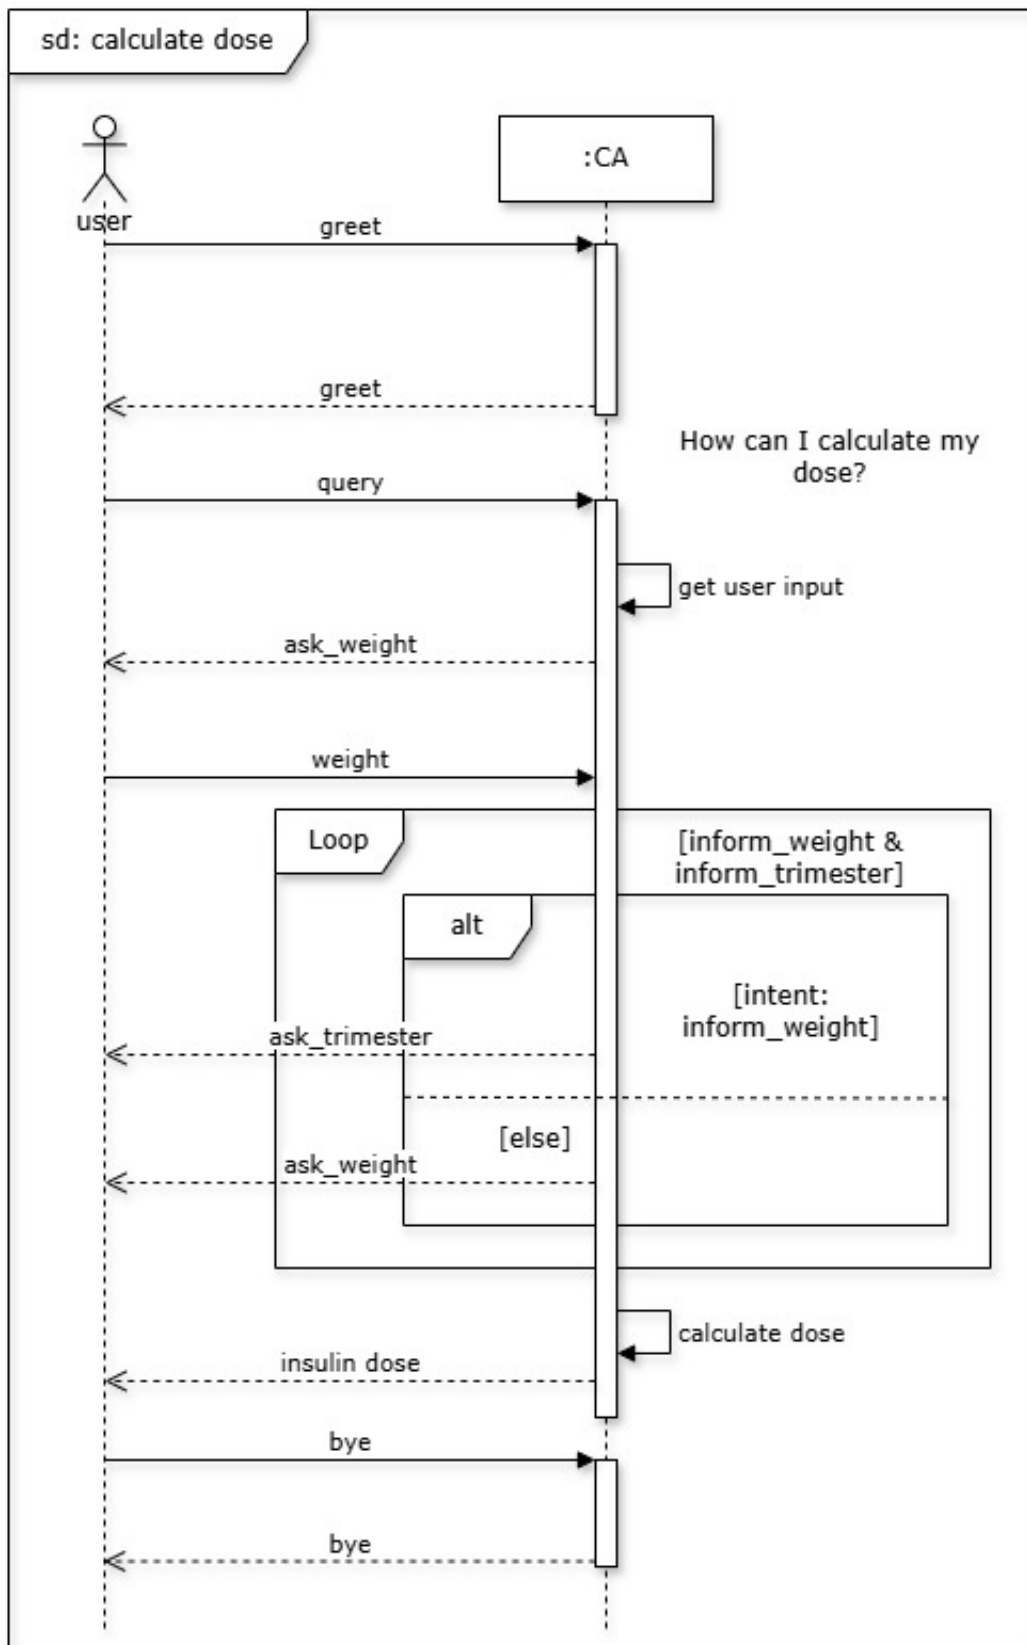 sd: calculate dose
:CA
user
greet
greet
How can I calculate my
dose?
query
get user input
ask_weight
weight
Loop
[inform_weight &
inform_trimester]
alt
[intent:
inform_weight]
ask_trimester
[else]
ask_weight
calculate dose
insulin dose
bye
bye